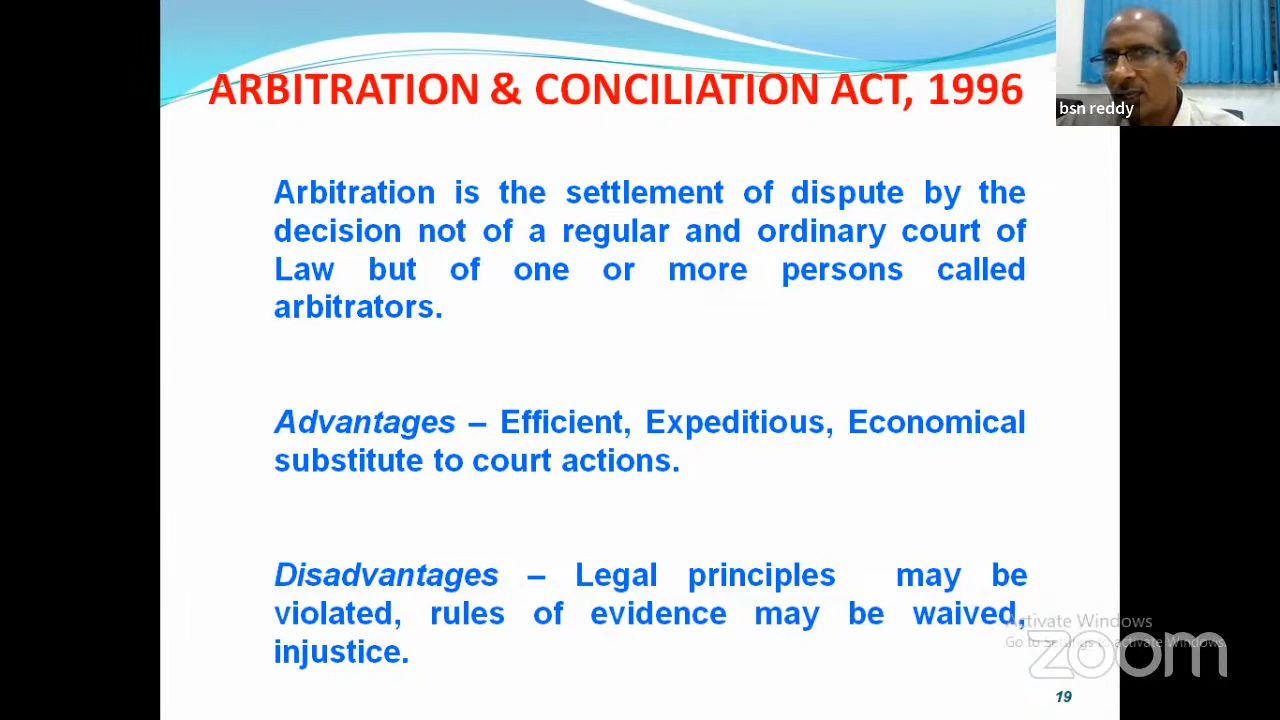 ARBITRATION & CONCILIATION ACT, 1996
bsn reddy
Arbitration is the settlement of dispute by the
decision not of a regular and ordinary court of
Law but of one or more persons called
arbitrators.
Advantages – Efficient, Expeditious, Economical
substitute to court actions.
Disadvantages – Legal principles may be
violated, rules of evidence may be waived,
injustice.
Activate Windows
Go to Settings to activate Windows.
zoom
19